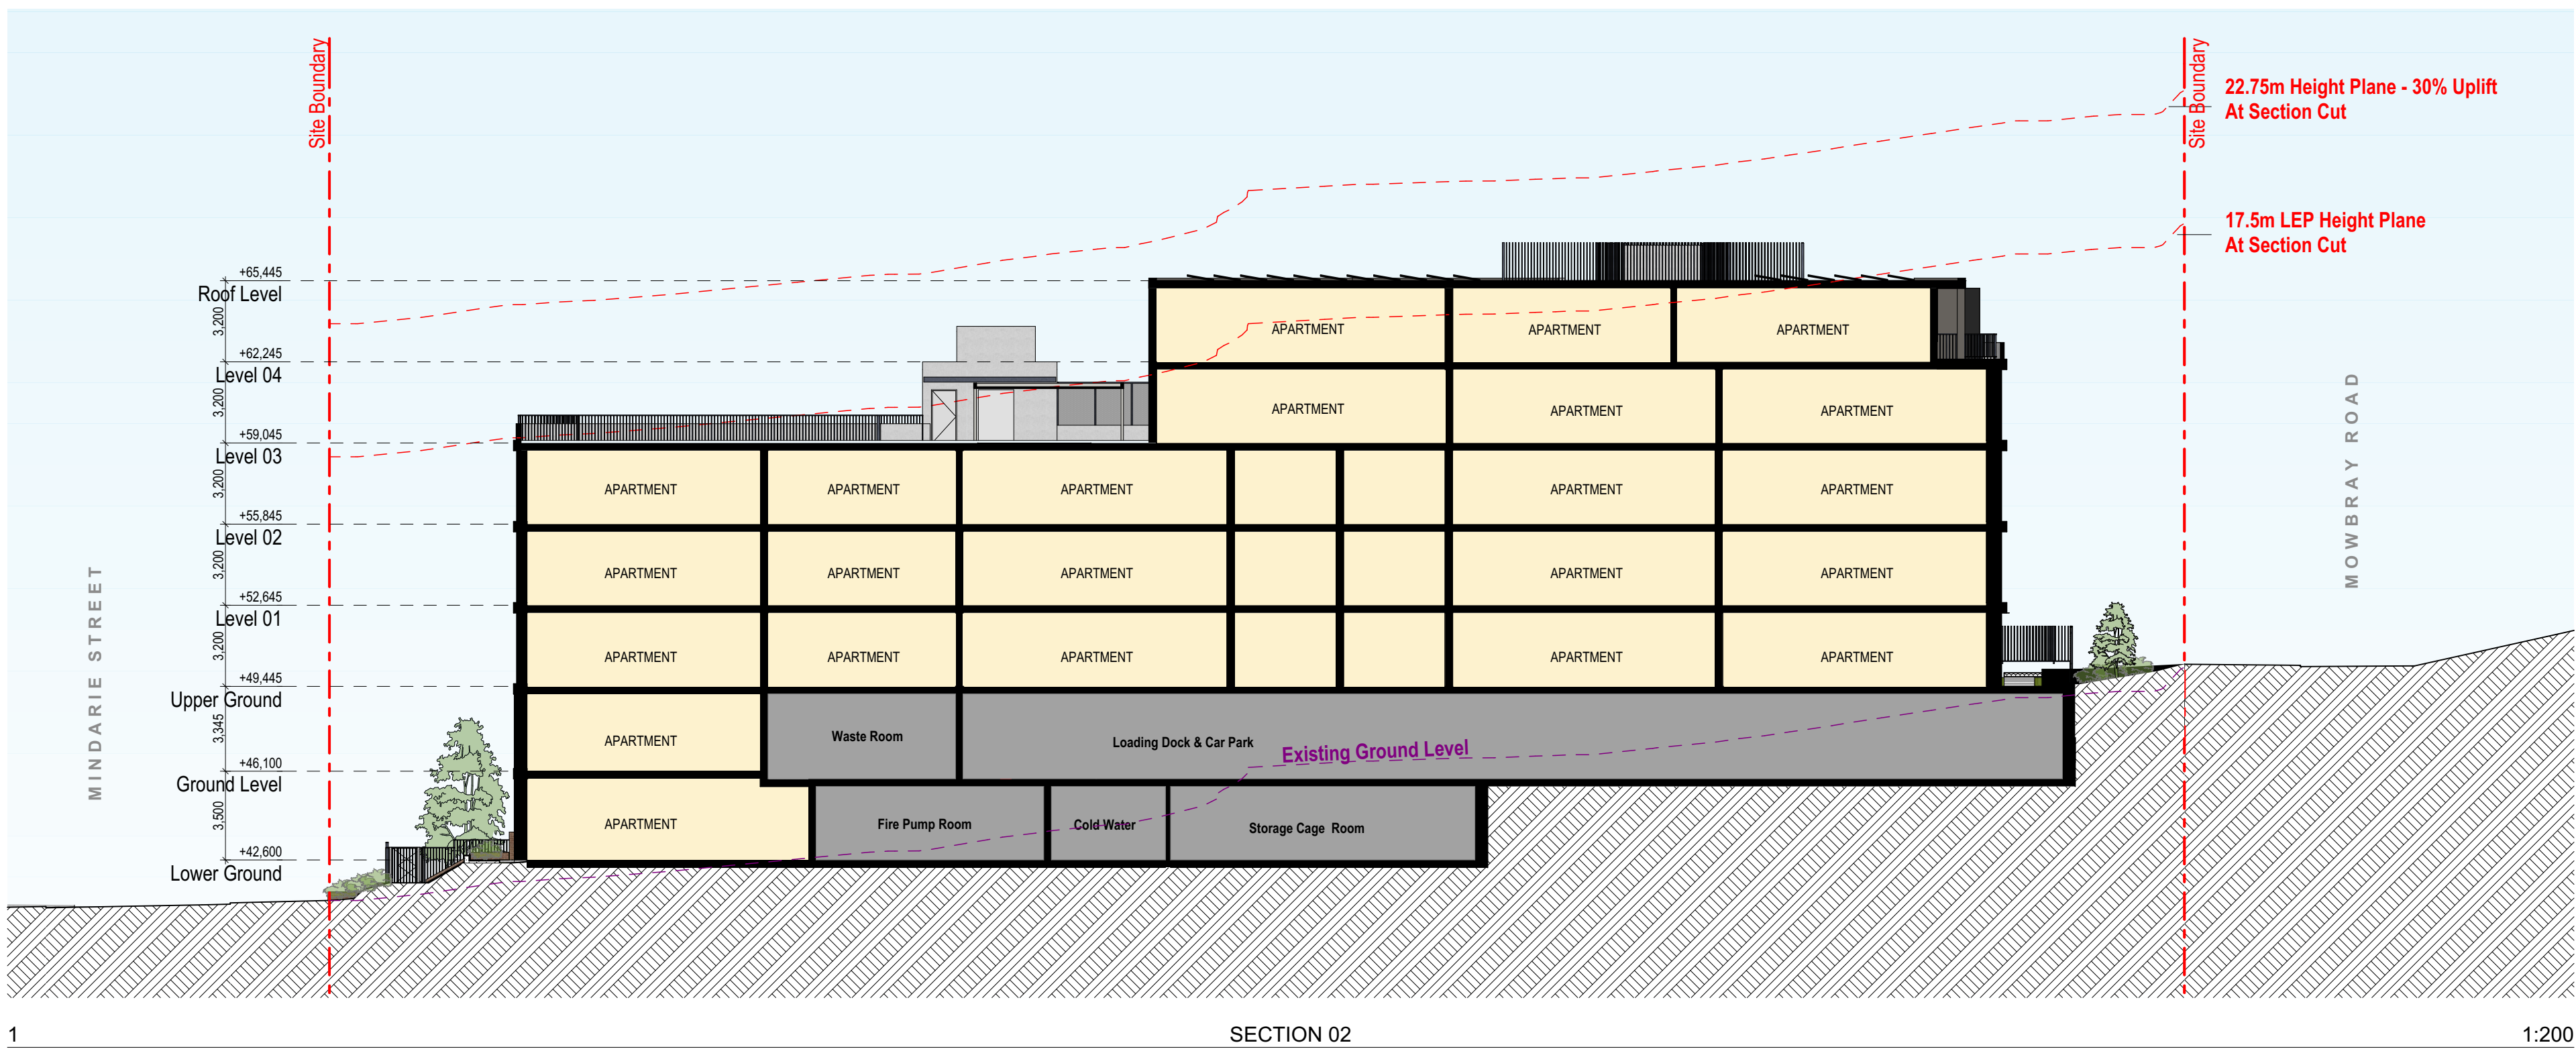 Site Boundary
Site Boundary
22.75m Height Plane - 30% Uplift
At Section Cut
17.5m LEP Height Plane
At Section Cut
+65,445
Roof Level
3,200
+62,245
Level 04
3,200
+59,045
Level 03
3,200
+55,845
Level 02
3,200
+52,645
Level 01
3,200
+49,445
Upper Ground
3,345
+46,100
Ground Level
3,500
+42,600
Lower Ground
MINDARIE STREET
MOWBRAY ROAD
APARTMENT APARTMENT APARTMENT
APARTMENT APARTMENT APARTMENT
APARTMENT APARTMENT APARTMENT APARTMENT APARTMENT
APARTMENT APARTMENT APARTMENT APARTMENT APARTMENT
APARTMENT APARTMENT APARTMENT APARTMENT APARTMENT
APARTMENT Waste Room Loading Dock & Car Park Existing Ground Level
APARTMENT Fire Pump Room Cold Water Storage Cage Room
1 SECTION 02 1:200